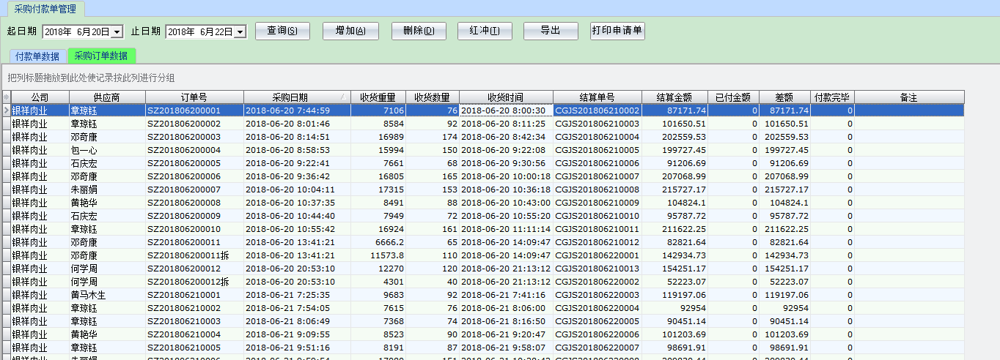 采购付款单管理
起日期 2018年 6月20日 止日期 2018年 6月22日 查询(S) 增加(A) 删除(D) 红冲(T) 导出 打印申请单
付款单数据 采购订单数据
把列标题拖放到此处使记录按此列进行分组
公司 供应商 订单号 采购日期 收货重量 收货数量 收货时间 结算单号 结算金额 已付金额 差额 付款完毕 备注
银祥肉业 章琼钰 SZ201806200001 2018-06-20 7:44:59 7106 76 2018-06-20 8:00:30 CGJS201806210002 87171.74 0 87171.74 0
银祥肉业 章琼钰 SZ201806200002 2018-06-20 8:01:46 8584 92 2018-06-20 8:11:25 CGJS201806210003 101650.51 0 101650.51 0
银祥肉业 邓奇康 SZ201806200003 2018-06-20 8:14:51 16989 174 2018-06-20 8:42:34 CGJS201806210004 202559.53 0 202559.53 0
银祥肉业 包一心 SZ201806200004 2018-06-20 8:58:53 15994 150 2018-06-20 9:22:08 CGJS201806210005 199727.45 0 199727.45 0
银祥肉业 石庆宏 SZ201806200005 2018-06-20 9:22:41 7661 68 2018-06-20 9:30:56 CGJS201806210006 91206.69 0 91206.69 0
银祥肉业 邓奇康 SZ201806200006 2018-06-20 9:36:42 16805 165 2018-06-20 10:00:18 CGJS201806210007 207068.99 0 207068.99 0
银祥肉业 朱丽娟 SZ201806200007 2018-06-20 10:04:11 17315 153 2018-06-20 10:36:18 CGJS201806210008 215727.17 0 215727.17 0
银祥肉业 黄艳华 SZ201806200008 2018-06-20 10:37:35 8491 88 2018-06-20 10:43:00 CGJS201806210009 104824.1 0 104824.1 0
银祥肉业 石庆宏 SZ201806200009 2018-06-20 10:44:40 7949 72 2018-06-20 10:55:20 CGJS201806210010 95787.72 0 95787.72 0
银祥肉业 章琼钰 SZ201806200010 2018-06-20 10:55:42 16924 161 2018-06-20 11:11:14 CGJS201806210011 211622.25 0 211622.25 0
银祥肉业 邓奇康 SZ201806200011 2018-06-20 13:41:21 6666.2 65 2018-06-20 14:09:47 CGJS201806210012 82821.64 0 82821.64 0
银祥肉业 邓奇康 SZ201806200011拆 2018-06-20 13:41:21 11573.8 110 2018-06-20 14:09:47 CGJS201806220001 142934.73 0 142934.73 0
银祥肉业 何学周 SZ201806200012 2018-06-20 20:53:10 12270 120 2018-06-20 21:13:12 CGJS201806210013 154251.17 0 154251.17 0
银祥肉业 何学周 SZ201806200012拆 2018-06-20 20:53:10 4301 40 2018-06-20 21:13:12 CGJS201806220002 52223.07 0 52223.07 0
银祥肉业 黄马木生 SZ201806210001 2018-06-21 7:25:35 9683 92 2018-06-21 7:41:16 CGJS201806220003 119197.06 0 119197.06 0
银祥肉业 章琼钰 SZ201806210002 2018-06-21 7:54:05 7615 76 2018-06-21 8:06:00 CGJS201806220004 92954 0 92954 0
银祥肉业 章琼钰 SZ201806210003 2018-06-21 8:06:49 7368 74 2018-06-21 8:16:50 CGJS201806220005 90451.14 0 90451.14 0
银祥肉业 黄艳华 SZ201806210004 2018-06-21 9:09:55 8523 90 2018-06-21 9:20:47 CGJS201806220006 101203.69 0 101203.69 0
银祥肉业 章琼钰 SZ201806210005 2018-06-21 9:51:16 8191 87 2018-06-21 9:58:07 CGJS201806220007 98691.91 0 98691.91 0